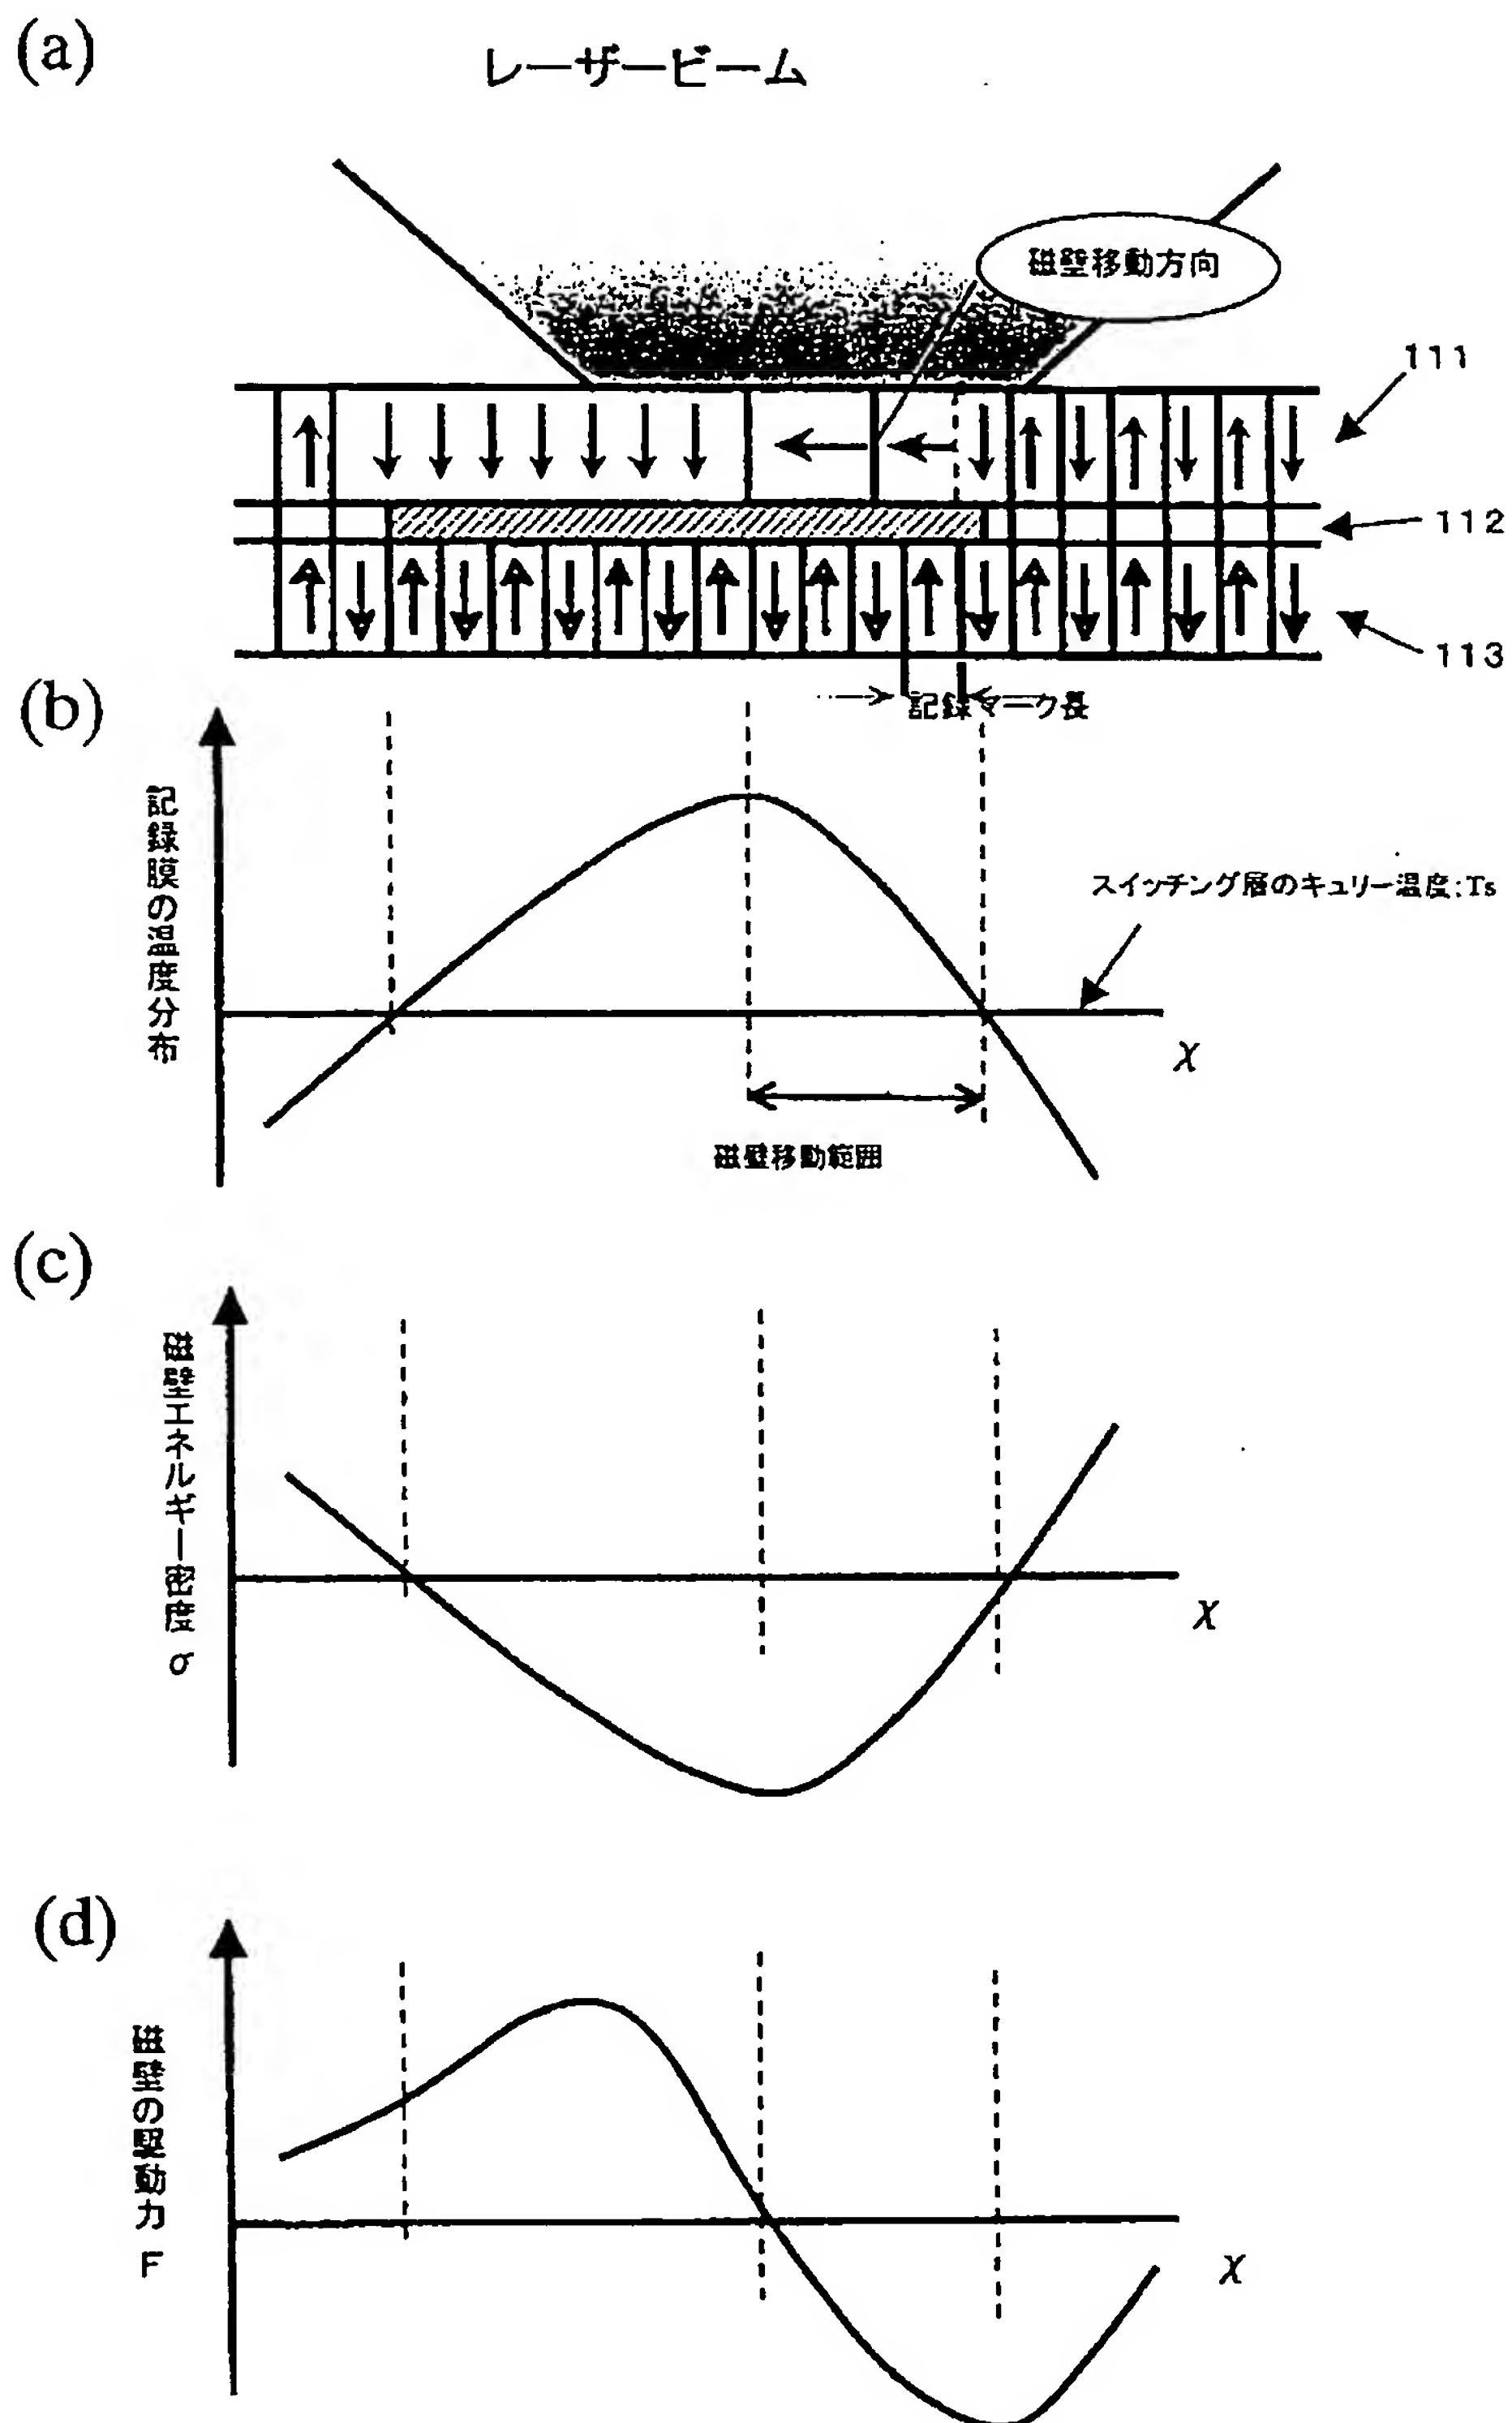 (a)
レーザービーム
磁壁移動方向
111
112
113
記録マーク長
(b)
記録膜の温度分布
スイッチング層のキュリー温度:Ts
χ
磁壁移動範囲
(c)
磁壁エネルギー密度 σ
χ
(d)
磁壁の駆動力 F
χ